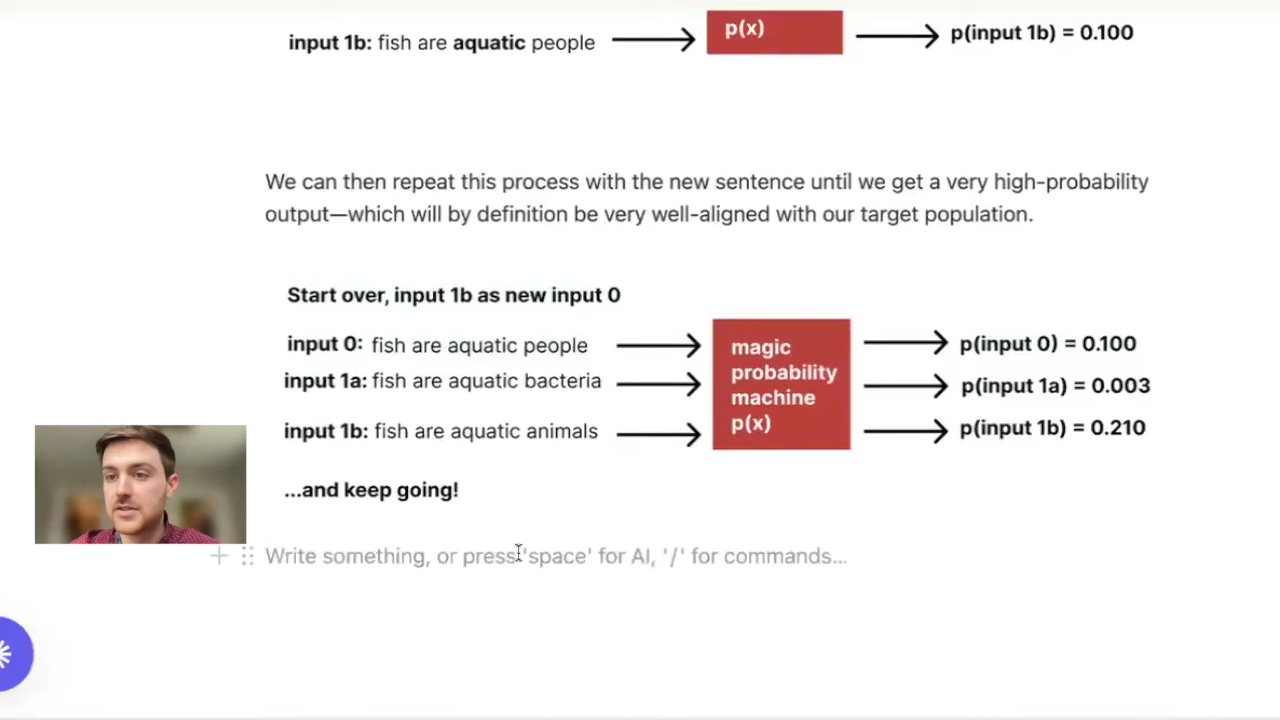 input 1b: fish are aquatic people
p(x)
p(input 1b) = 0.100
We can then repeat this process with the new sentence until we get a very high-probability
output—which will by definition be very well-aligned with our target population.
Start over, input 1b as new input 0
input 0: fish are aquatic people
input 1a: fish are aquatic bacteria
input 1b: fish are aquatic animals
magic
probability
machine
p(x)
p(input 0) = 0.100
p(input 1a) = 0.003
p(input 1b) = 0.210
...and keep going!
Write something, or press 'space' for AI, '/' for commands...